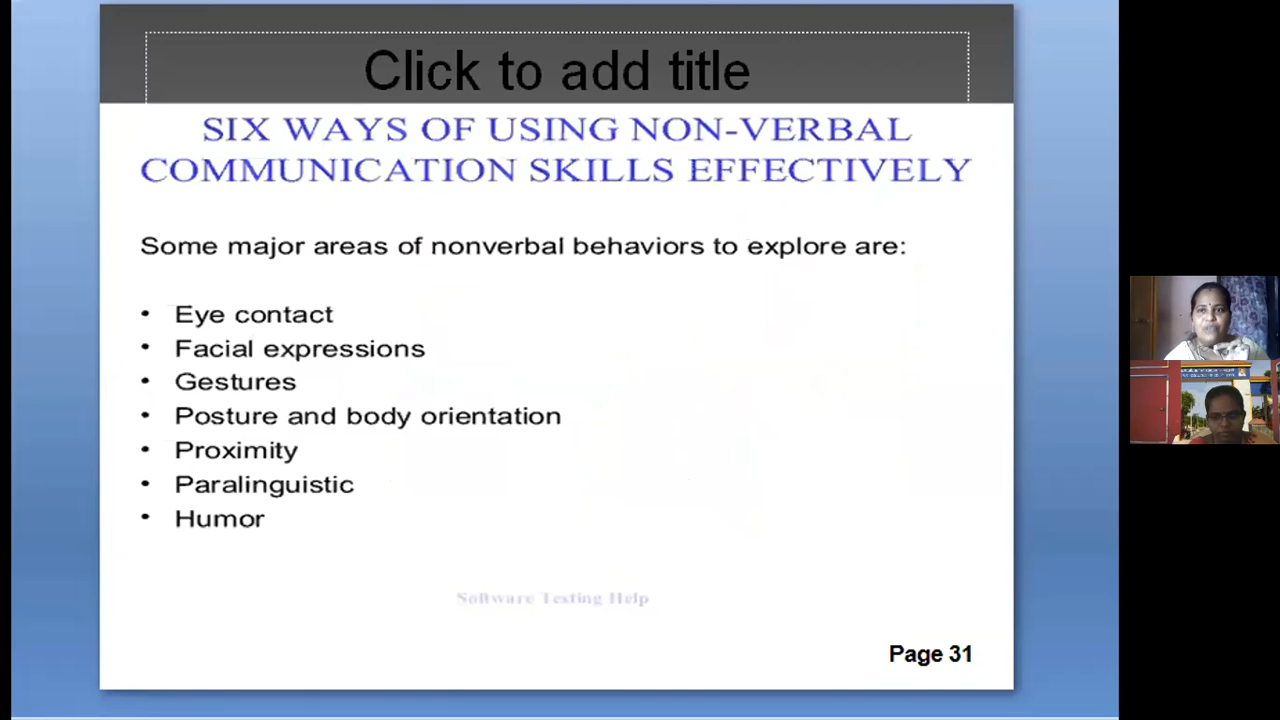 Click to add title
SIX WAYS OF USING NON-VERBAL
COMMUNICATION SKILLS EFFECTIVELY
Some major areas of nonverbal behaviors to explore are:
• Eye contact
• Facial expressions
• Gestures
• Posture and body orientation
• Proximity
• Paralinguistic
• Humor
Software Testing Help
Page 31